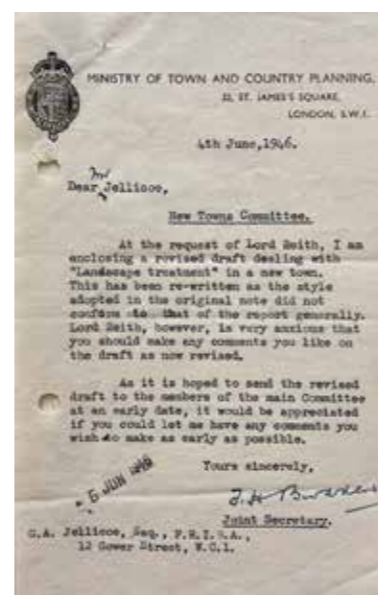 MINISTRY OF TOWN AND COUNTRY PLANNING,
32, ST. JAMES'S SQUARE,
LONDON, S.W.1.
4th June, 1946.
Mr
Dear Jellicoe,
New Towns Committee.
At the request of Lord Reith, I am
enclosing a revised draft dealing with
"Landscape treatment" in a new town.
This has been re-written as the style
adopted in the original note did not
conform to that of the report generally.
Lord Reith, however, is very anxious that
you should make any comments you like on
the draft as now revised.
As it is hoped to send the revised
draft to the members of the main Committee
at an early date, it would be appreciated
if you could let me have any comments you
wish to make as early as possible.
Yours sincerely,
6 JUN 1946
Joint Secretary.
G.A. Jellicoe, Esq., F.R.I.B.A.,
12 Gower Street, W.C.1.